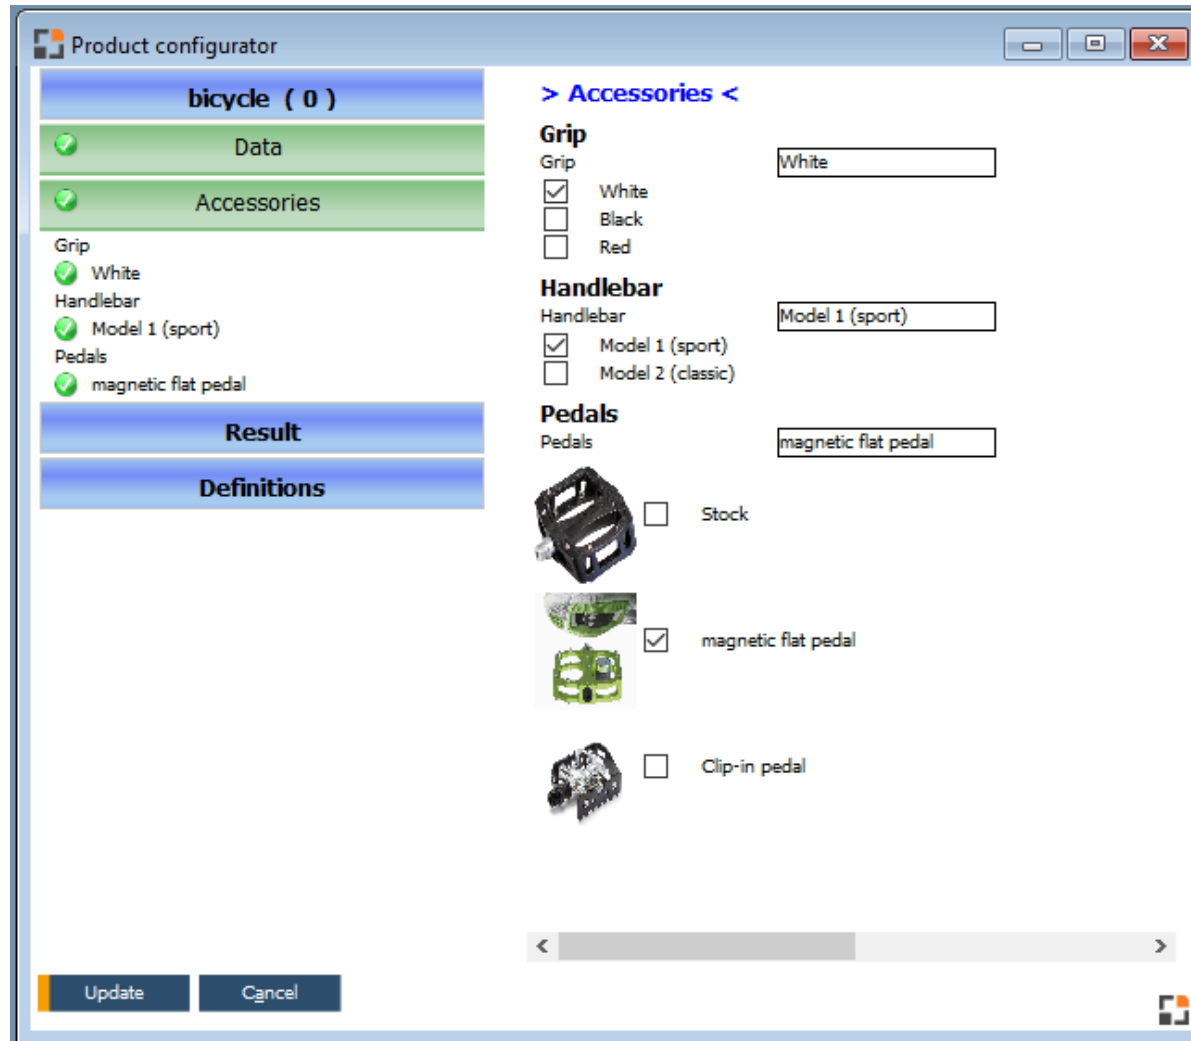 Product configurator
bicycle ( 0 )
Data
Accessories
Grip
White
Handlebar
Model 1 (sport)
Pedals
magnetic flat pedal
Result
Definitions
> Accessories <
Grip
Grip White
White
Black
Red
Handlebar
Handlebar Model 1 (sport)
Model 1 (sport)
Model 2 (classic)
Pedals
Pedals magnetic flat pedal
Stock
magnetic flat pedal
Clip-in pedal
Update Cancel